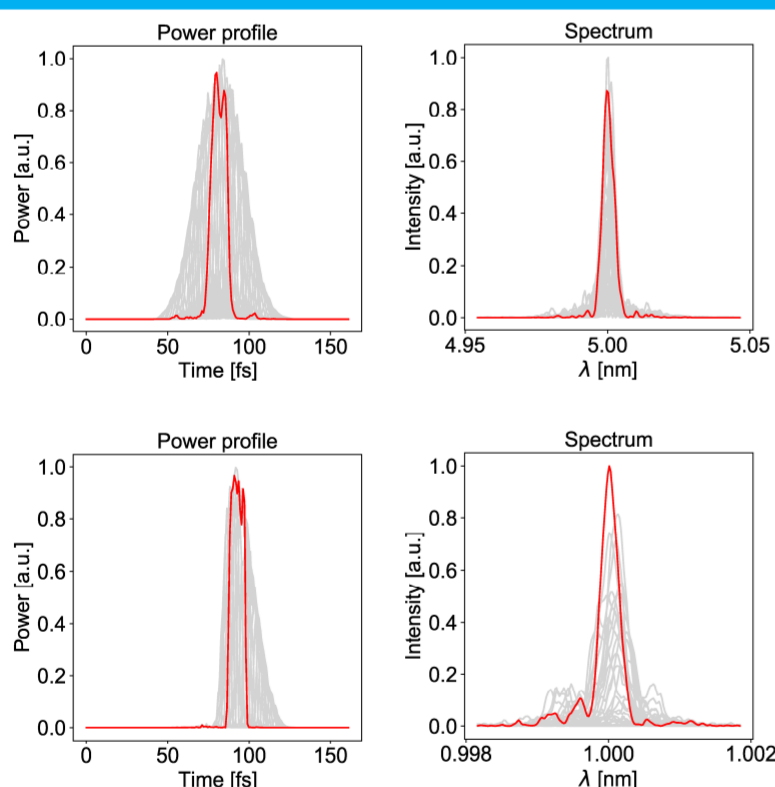 Power profile
1.0
0.8
0.6
0.4
0.2
0.0
Power [a.u.]
0 50 100 150
Time [fs]
Spectrum
1.0
0.8
0.6
0.4
0.2
0.0
Intensity [a.u.]
4.95 5.00 5.05
λ [nm]
Power profile
1.0
0.8
0.6
0.4
0.2
0.0
Power [a.u.]
0 50 100 150
Time [fs]
Spectrum
1.0
0.8
0.6
0.4
0.2
0.0
Intensity [a.u.]
0.998 1.000 1.002
λ [nm]